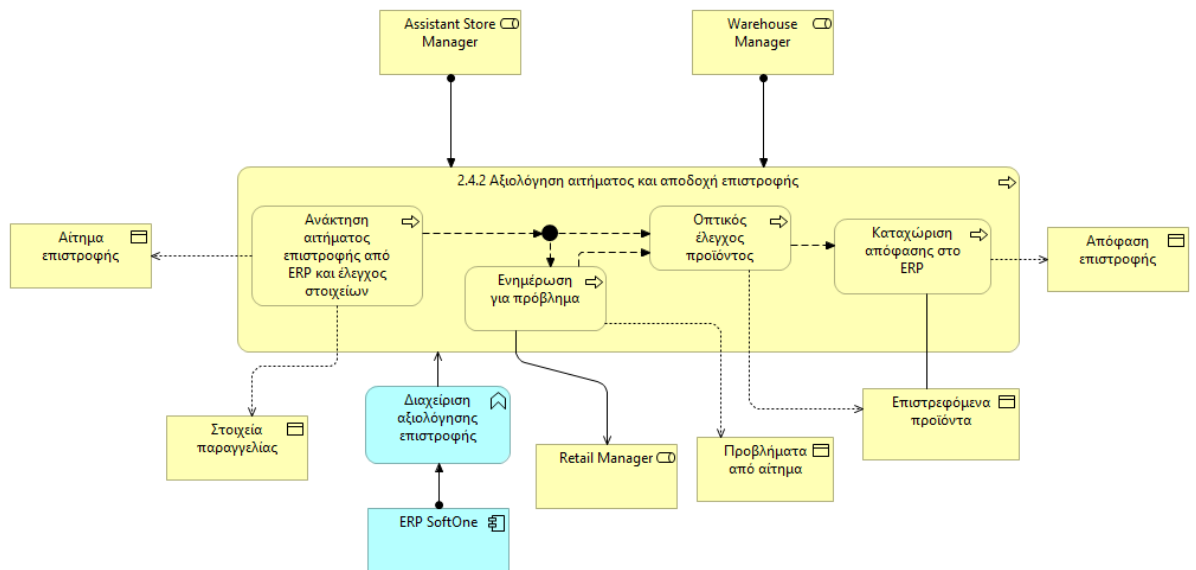 Assistant Store
Manager
Warehouse
Manager
2.4.2 Αξιολόγηση αιτήματος και αποδοχή επιστροφής
Ανάκτηση
αιτήματος
επιστροφής από
ERP και έλεγχος
στοιχείων
Οπτικός
έλεγχος
προϊόντος
Καταχώριση
απόφασης στο
ERP
Αίτημα
επιστροφής
Απόφαση
επιστροφής
Ενημέρωση
για πρόβλημα
Διαχείριση
αξιολόγησης
επιστροφής
Επιστρεφόμενα
προϊόντα
Στοιχεία
παραγγελίας
Retail Manager
Προβλήματα
από αίτημα
ERP SoftOne